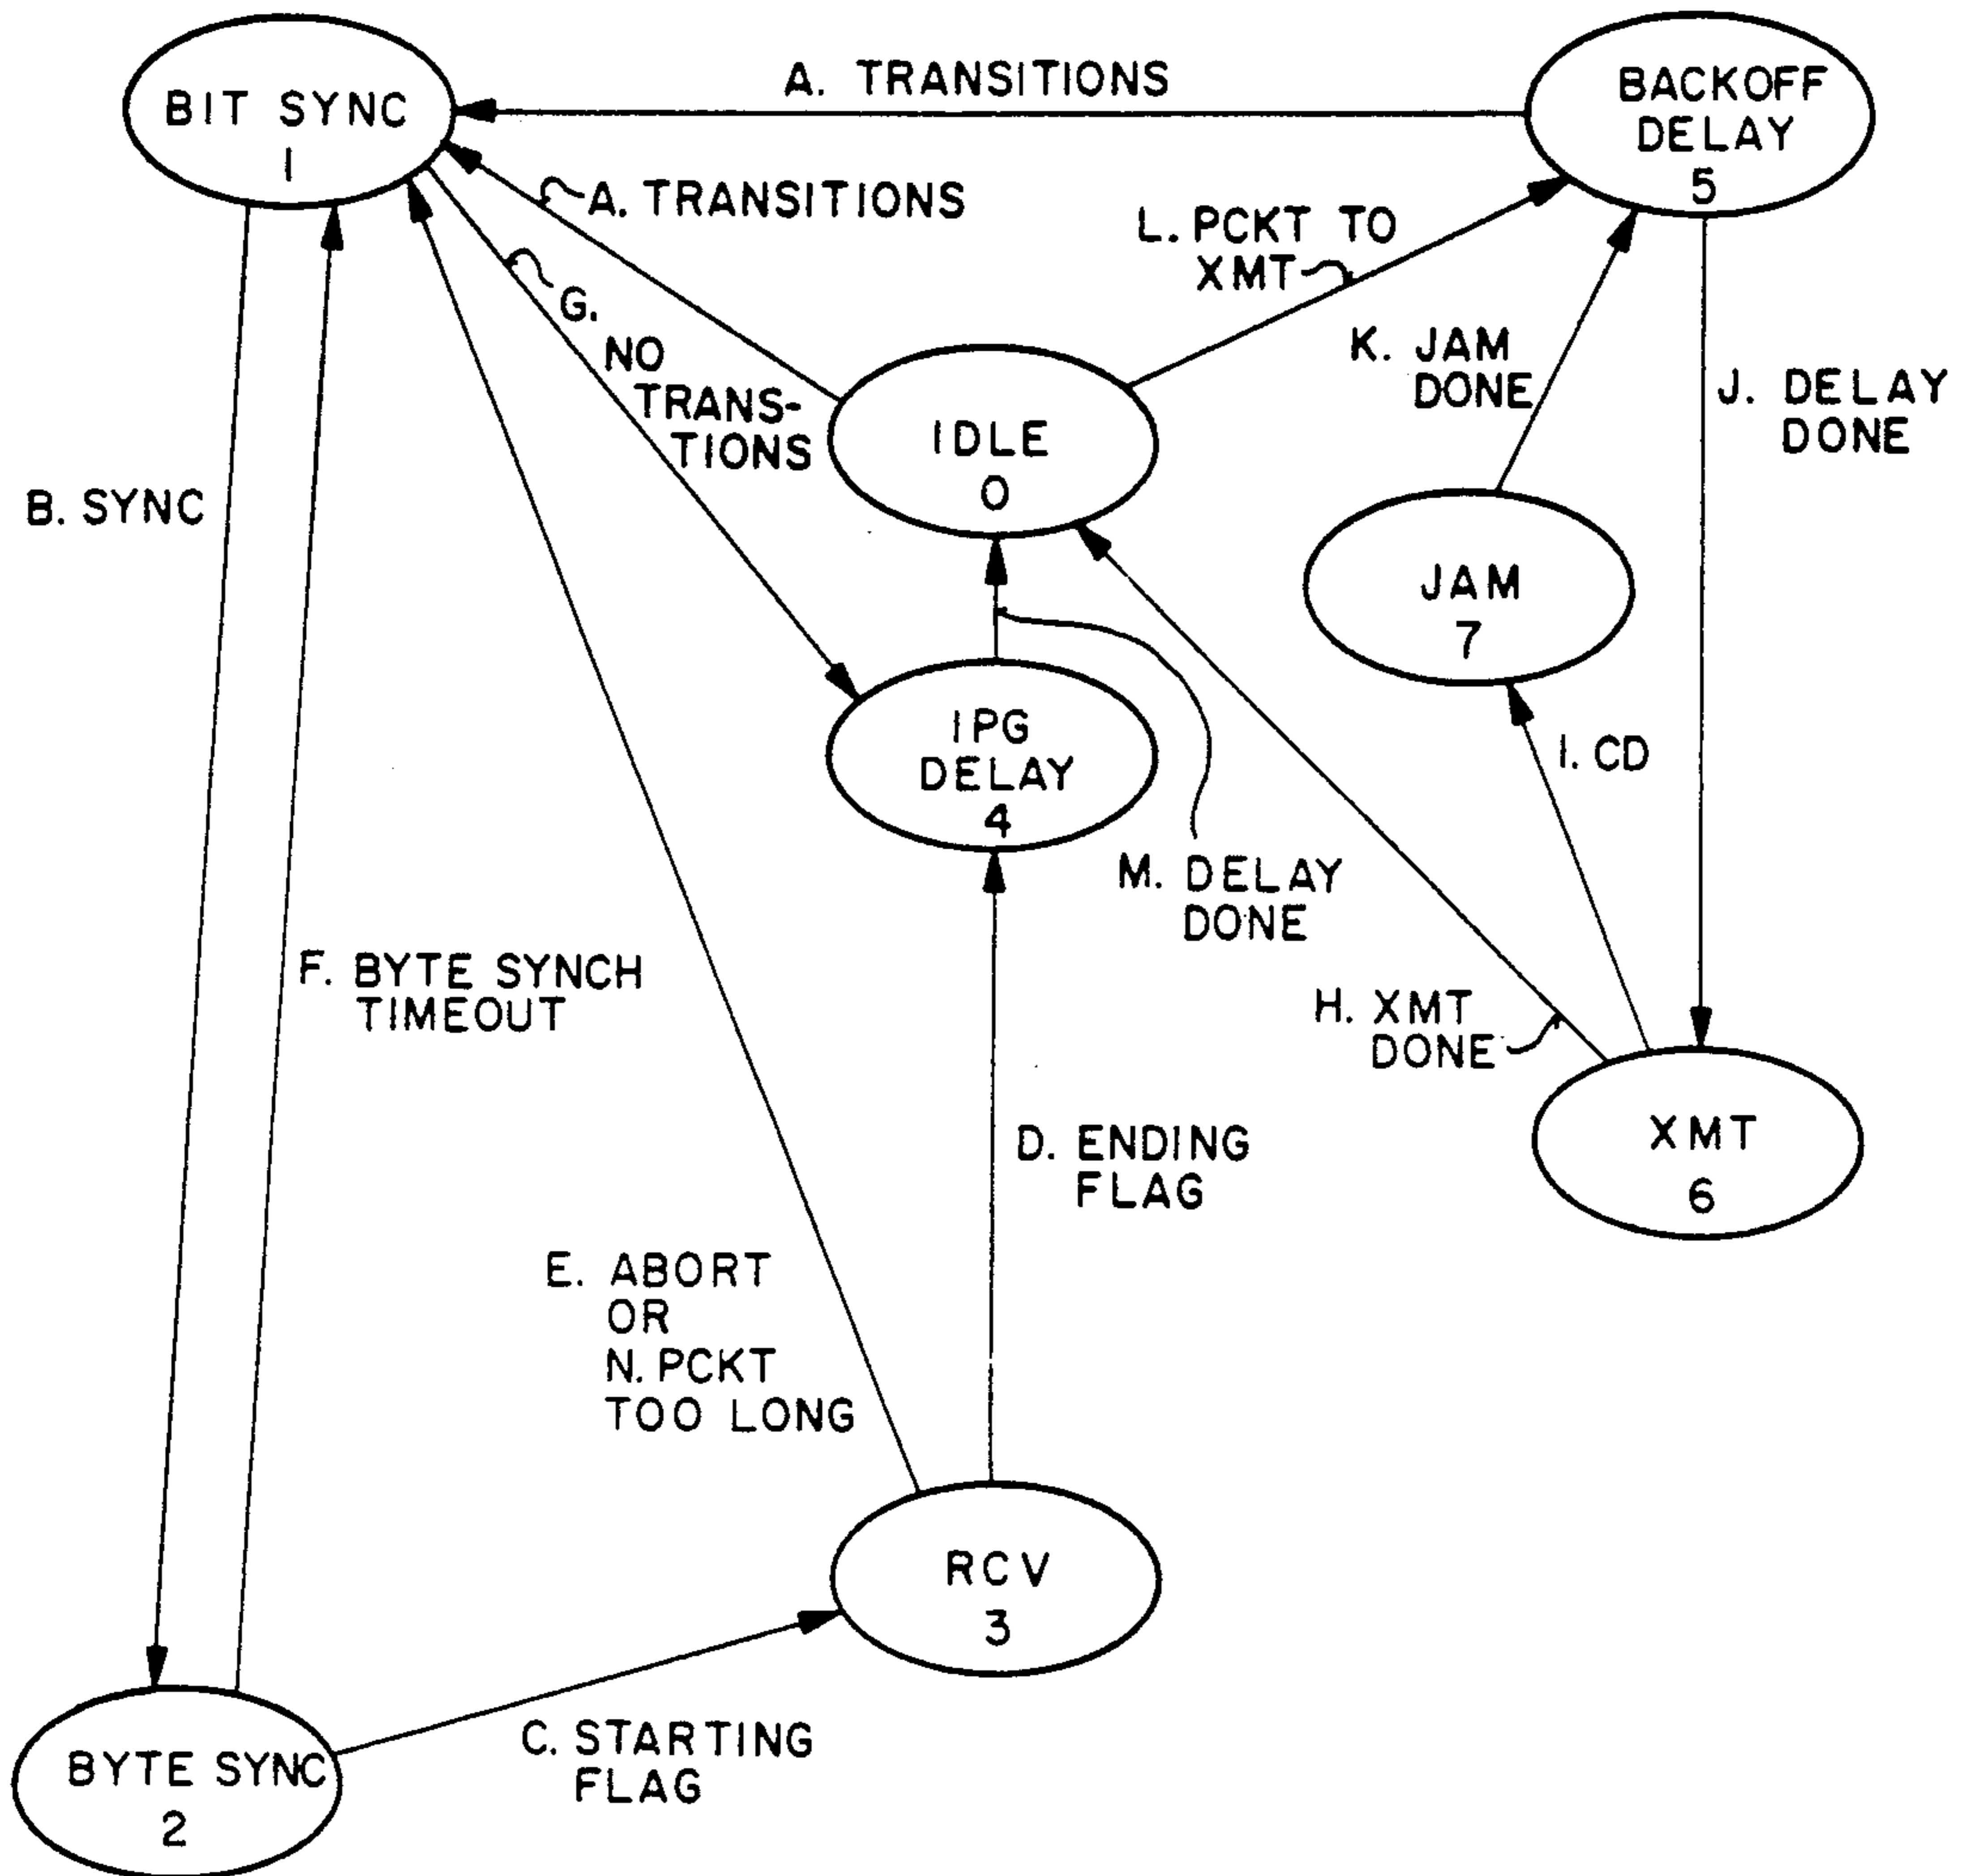 A. TRANSITIONS
BIT SYNC
1
BACKOFF
DELAY
5
A. TRANSITIONS
L. PCKT TO
XMT
G.
NO
TRANS-
TIONS
K. JAM
DONE
J. DELAY
DONE
IDLE
0
B. SYNC
JAM
7
IPG
DELAY
4
I. CD
M. DELAY
DONE
F. BYTE SYNCH
TIMEOUT
H. XMT
DONE
D. ENDING
FLAG
XMT
6
E. ABORT
OR
N. PCKT
TOO LONG
RCV
3
C. STARTING
FLAG
BYTE SYNC
2